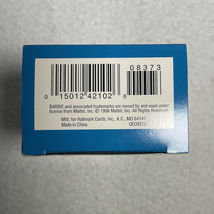 08373
0 15012 42102 6
BARBIE and associated trademarks are owned by and used under
license from Mattel, Inc. © 1996 Mattel, Inc. All Rights Reserved.
Mfd. for Hallmark Cards, Inc., K.C., MO 64141
Made in China
QEO8373